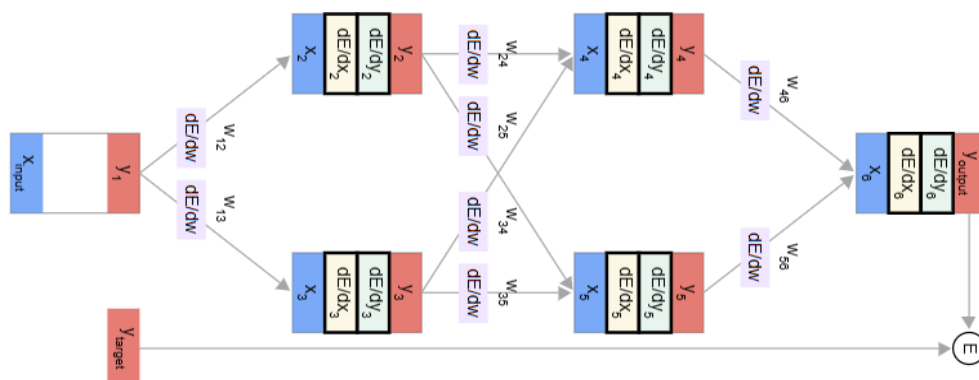 x_input
y_1
w_12
dE/dw
w_13
dE/dw
x_2
dE/dx_2
dE/dy_2
y_2
x_3
dE/dx_3
dE/dy_3
y_3
w_24
dE/dw
w_25
dE/dw
w_34
dE/dw
w_35
dE/dw
x_4
dE/dx_4
dE/dy_4
y_4
x_5
dE/dx_5
dE/dy_5
y_5
w_46
dE/dw
w_56
dE/dw
x_6
dE/dx_6
dE/dy_6
y_output
y_target
E